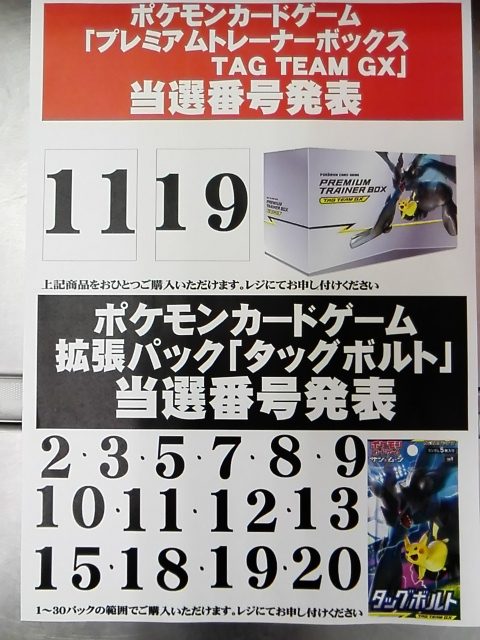 ポケモンカードゲーム
「プレミアムトレーナーボックス
TAG TEAM GX」
当選番号発表
11 19
PREMIUM
TRAINER BOX
TAG TEAM GX
上記商品をおひとつご購入いただけます。レジにてお申し付けください
ポケモンカードゲーム
拡張パック「タッグボルト」
当選番号発表
2・3・5・7・8・9
10・11・12・13
15・18・19・20
ポケモン
タッグボルト
TAG TEAM GX
1～30パックの範囲でご購入いただけます。レジにてお申し付けください